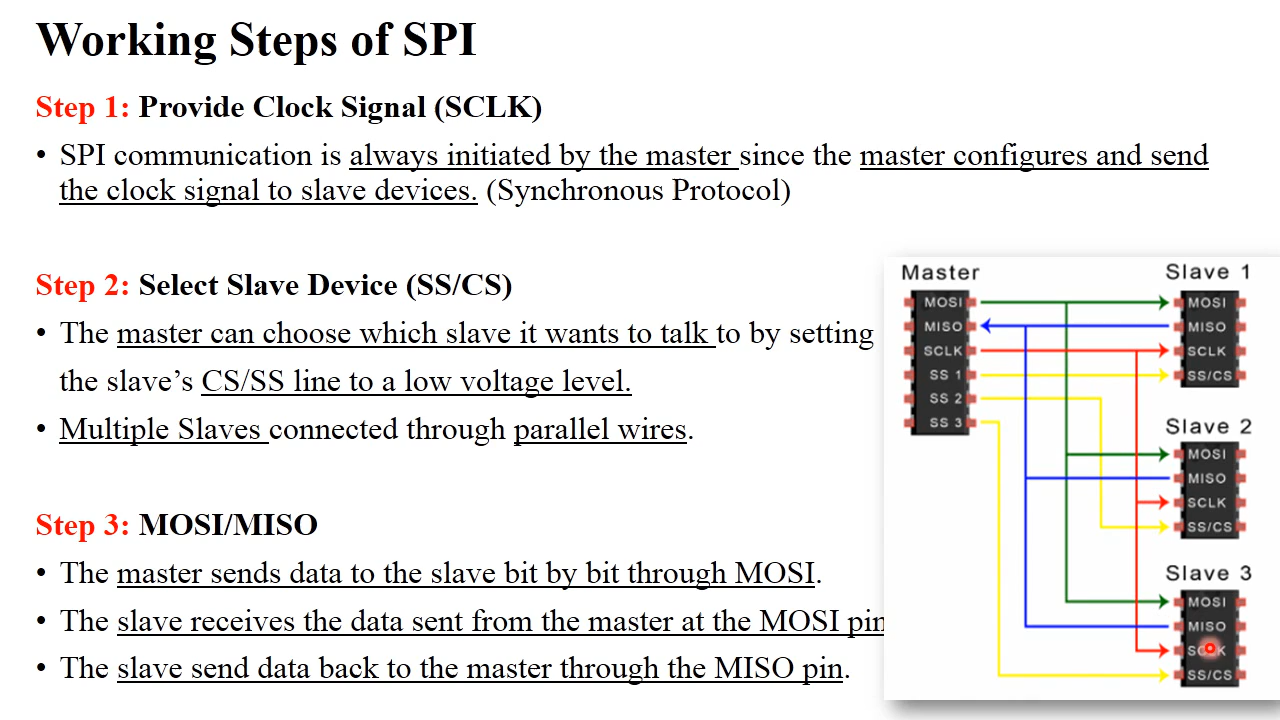 Working Steps of SPI
Step 1: Provide Clock Signal (SCLK)
• SPI communication is always initiated by the master since the master configures and send
the clock signal to slave devices. (Synchronous Protocol)
Step 2: Select Slave Device (SS/CS)
• The master can choose which slave it wants to talk to by setting
the slave’s CS/SS line to a low voltage level.
• Multiple Slaves connected through parallel wires.
Step 3: MOSI/MISO
• The master sends data to the slave bit by bit through MOSI.
• The slave receives the data sent from the master at the MOSI pin
• The slave send data back to the master through the MISO pin.
Master
MOSI
MISO
SCLK
SS 1
SS 2
SS 3
Slave 1
MOSI
MISO
SCLK
SS/CS
Slave 2
MOSI
MISO
SCLK
SS/CS
Slave 3
MOSI
MISO
SCLK
SS/CS